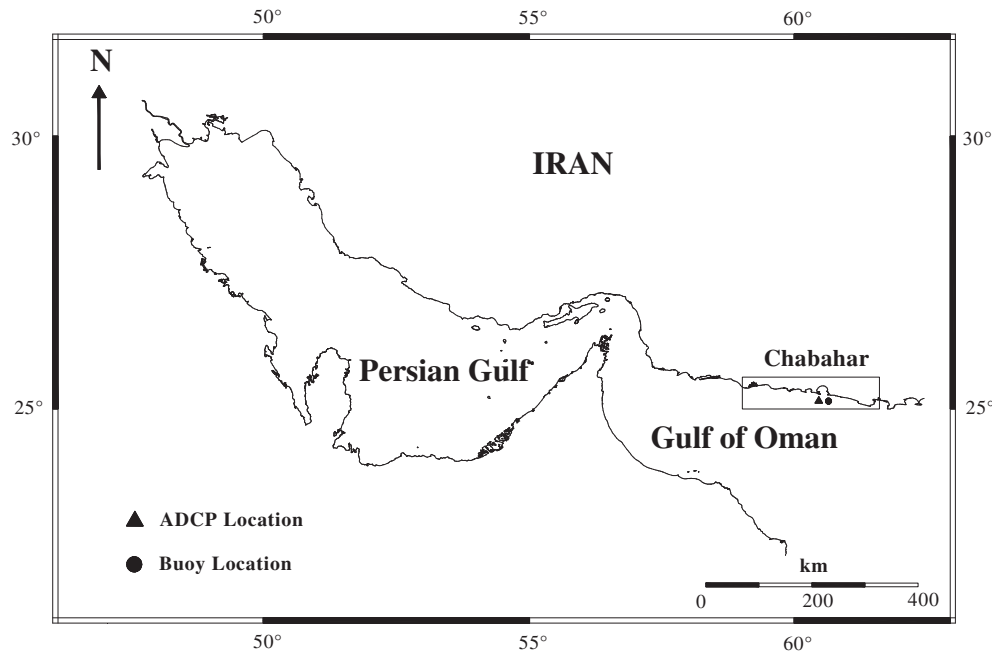 50° 55° 60°
N
30° 30°
IRAN
Chabahar
Persian Gulf
25° 25°
Gulf of Oman
ADCP Location
Buoy Location
km
0 200 400
50° 55° 60°